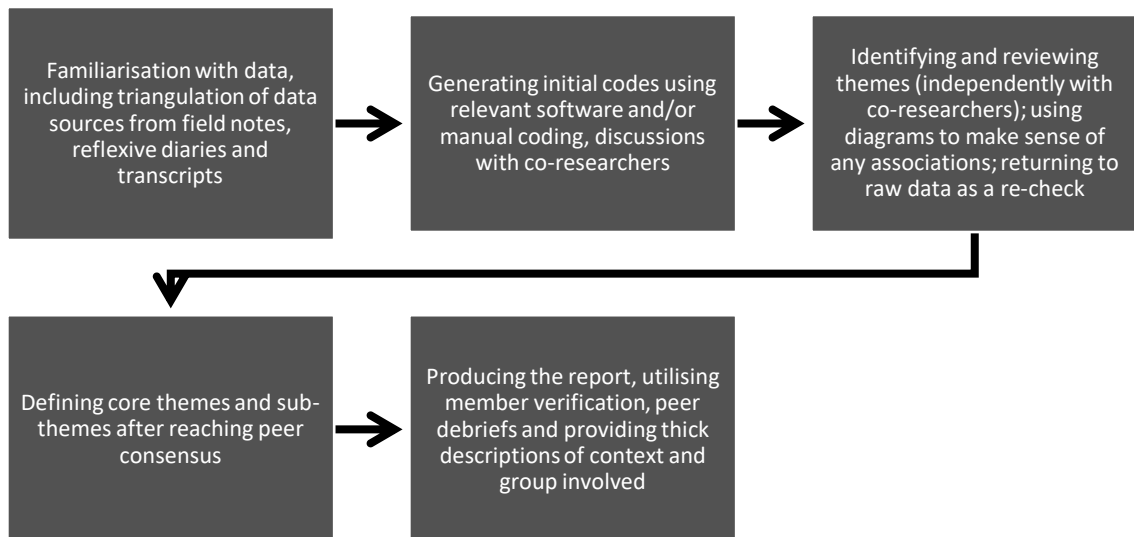 Familiarisation with data,
including triangulation of data
sources from field notes,
reflexive diaries and
transcripts
Generating initial codes using
relevant software and/or
manual coding, discussions
with co-researchers
Identifying and reviewing
themes (independently with
co-researchers); using
diagrams to make sense of
any associations; returning to
raw data as a re-check
Defining core themes and sub-
themes after reaching peer
consensus
Producing the report, utilising
member verification, peer
debriefs and providing thick
descriptions of context and
group involved